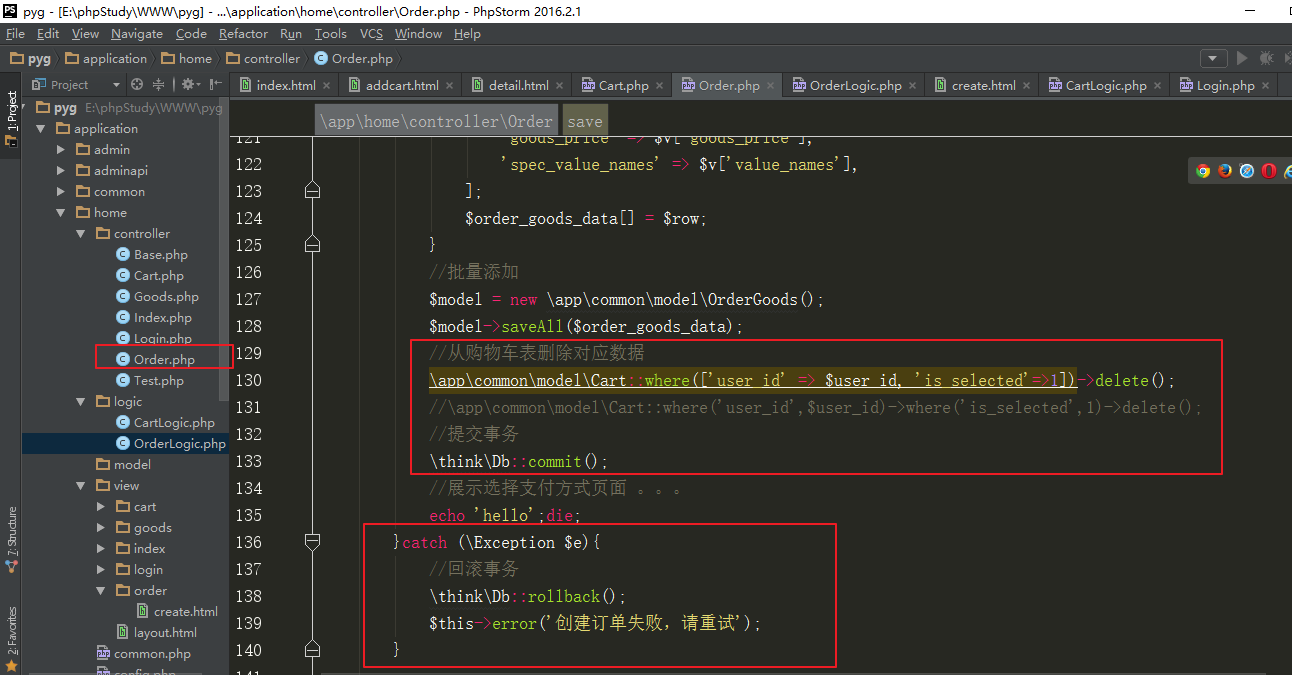 pyg - [E:\phpStudy\WWW\pyg] - ...\application\home\controller\Order.php - PhpStorm 2016.2.1
File Edit View Navigate Code Refactor Run Tools VCS Window Help
pyg application home controller Order.php
Project
index.html addcart.html detail.html Cart.php Order.php OrderLogic.php create.html CartLogic.php Login.php
1: Project
7: Structure
2: Favorites
pyg E:\phpStudy\WWW\pyg
application
admin
adminapi
common
home
controller
Base.php
Cart.php
Goods.php
Index.php
Login.php
Order.php
Test.php
logic
CartLogic.php
OrderLogic.php
model
view
cart
goods
index
login
order
create.html
layout.html
common.php
config.php
\app\home\controller\Order save
121 'goods_price' => $v['goods_price'],
122 'spec_value_names' => $v['value_names'],
123 ];
124 $order_goods_data[] = $row;
125 }
126 //批量添加
127 $model = new \app\common\model\OrderGoods();
128 $model->saveAll($order_goods_data);
129 //从购物车表删除对应数据
130 \app\common\model\Cart::where(['user_id' => $user_id, 'is_selected'=>1])->delete();
131 //\app\common\model\Cart::where('user_id',$user_id)->where('is_selected',1)->delete();
132 //提交事务
133 \think\Db::commit();
134 //展示选择支付方式页面 。。。
135 echo 'hello';die;
136 }catch (\Exception $e){
137 //回滚事务
138 \think\Db::rollback();
139 $this->error('创建订单失败，请重试');
140 }
141